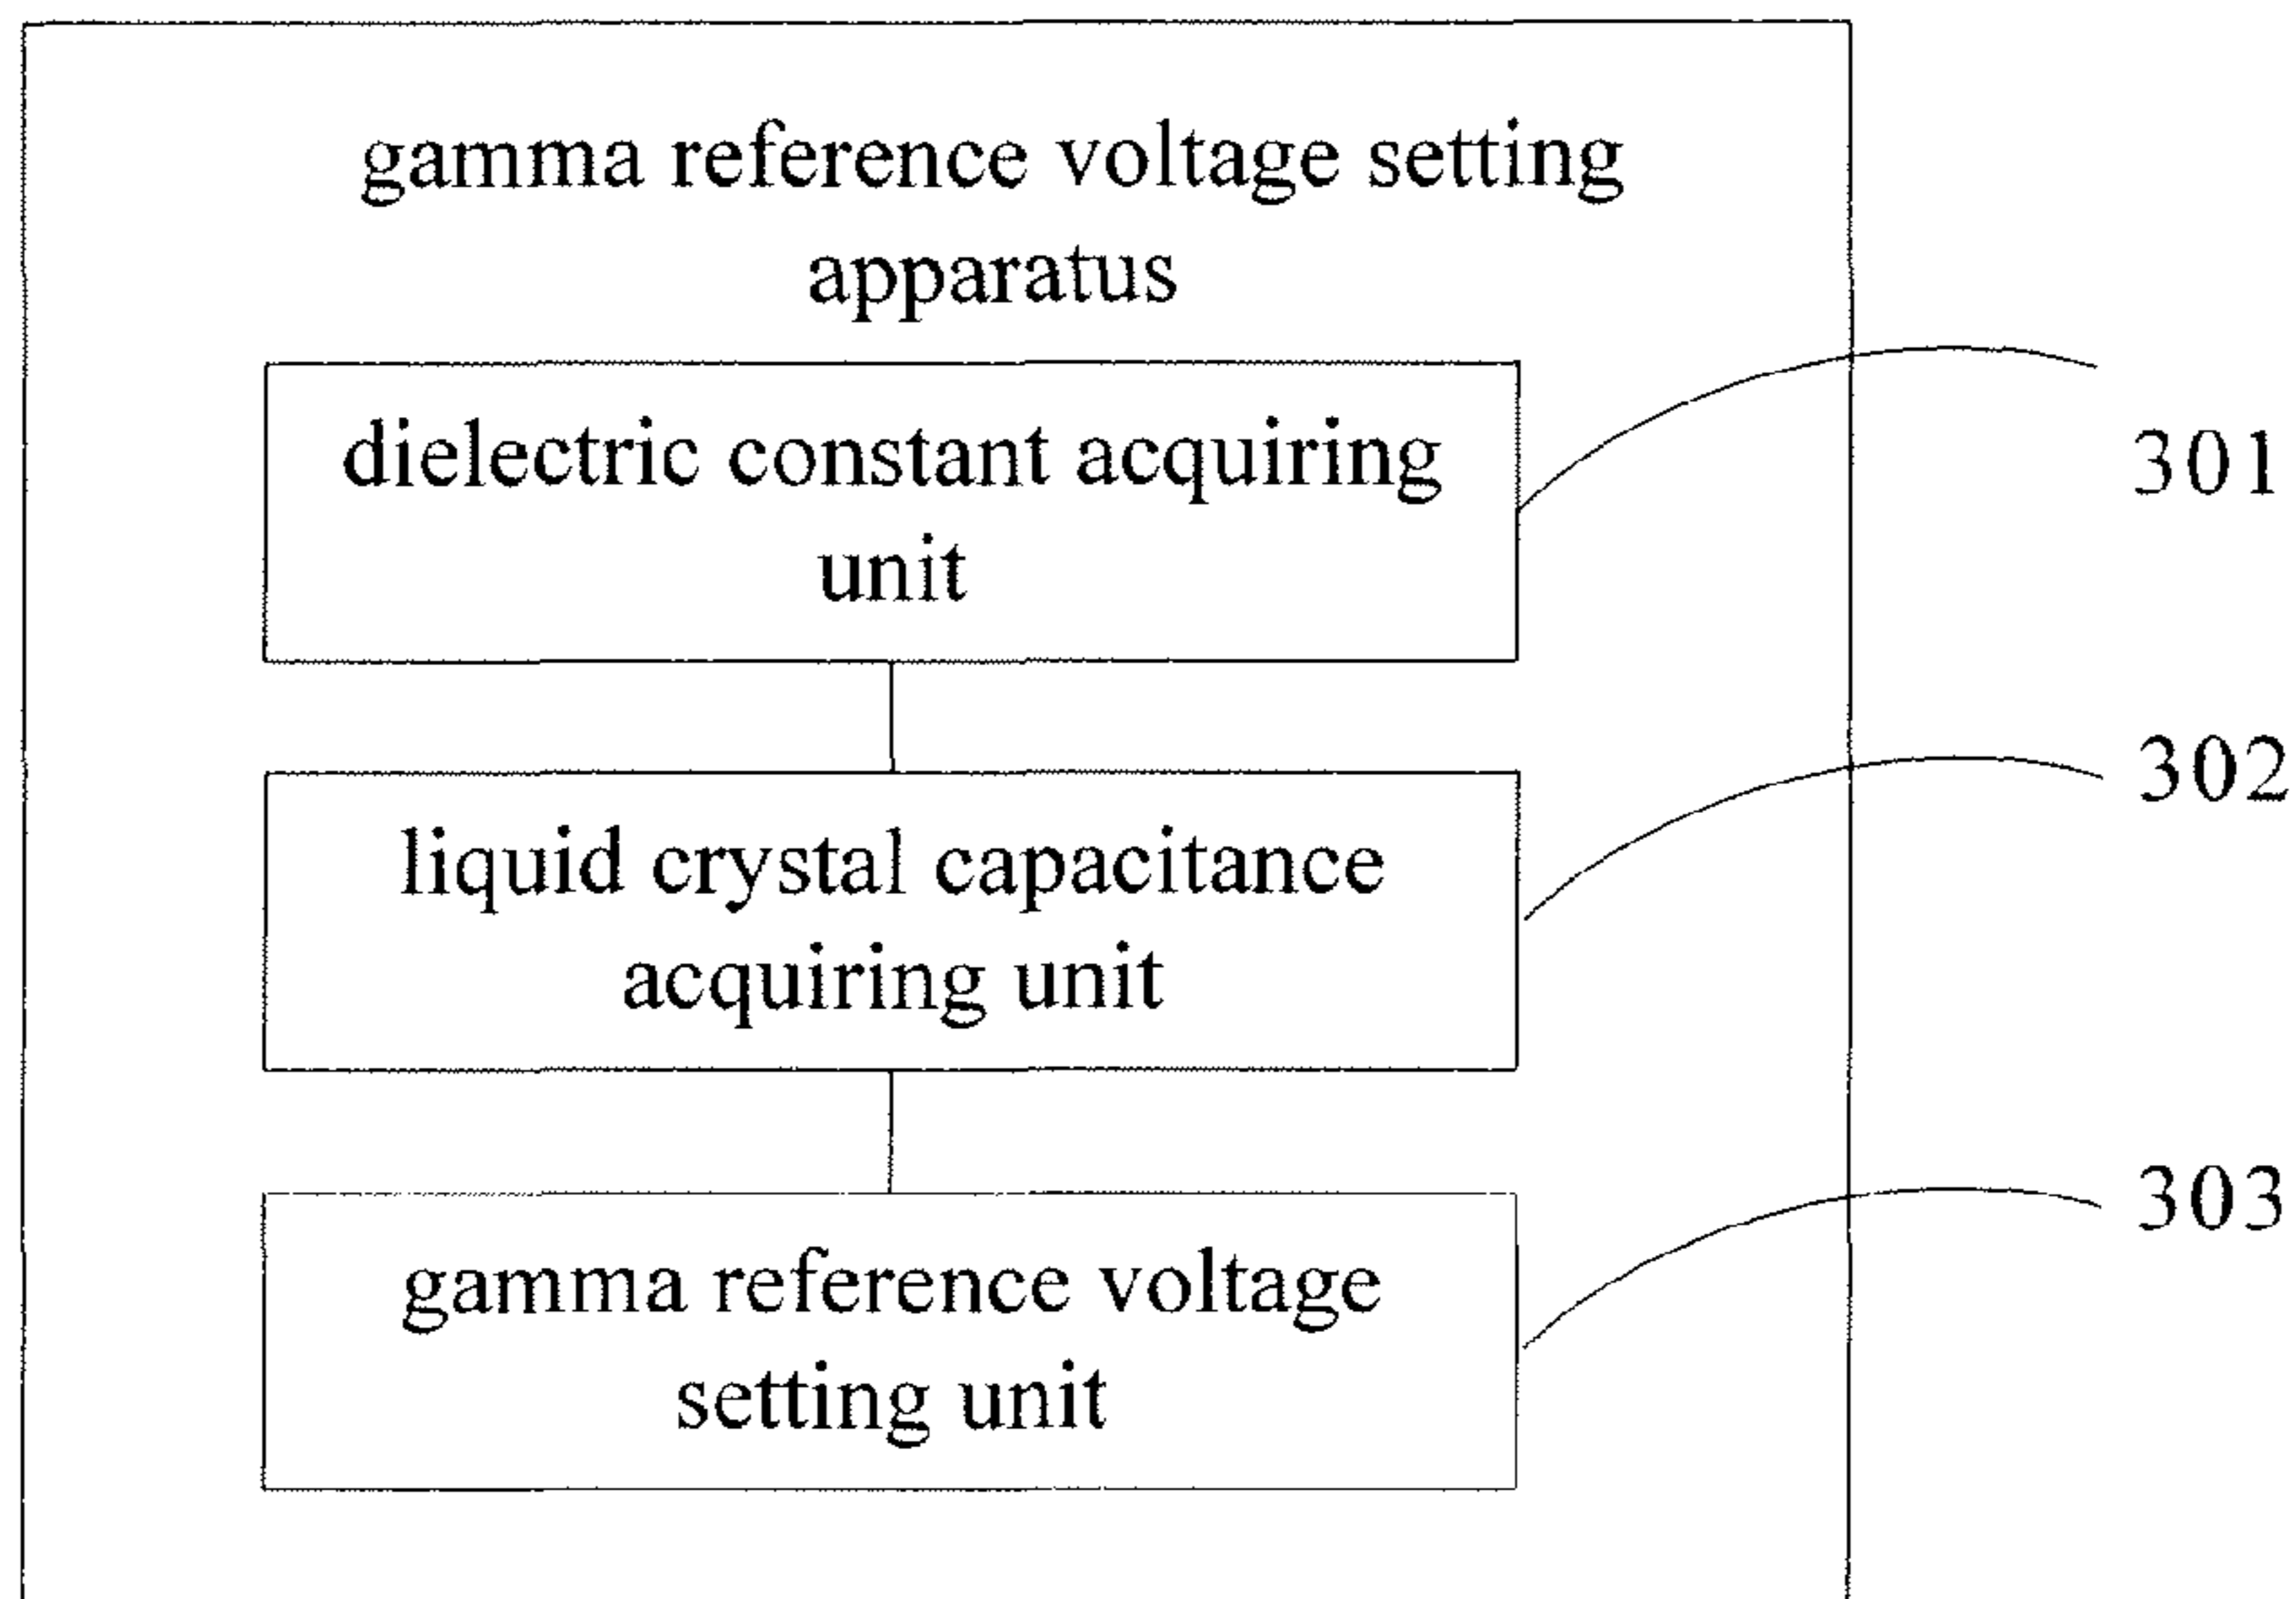 gamma reference voltage setting
apparatus
dielectric constant acquiring
unit
301
liquid crystal capacitance
acquiring unit
302
gamma reference voltage
setting unit
303